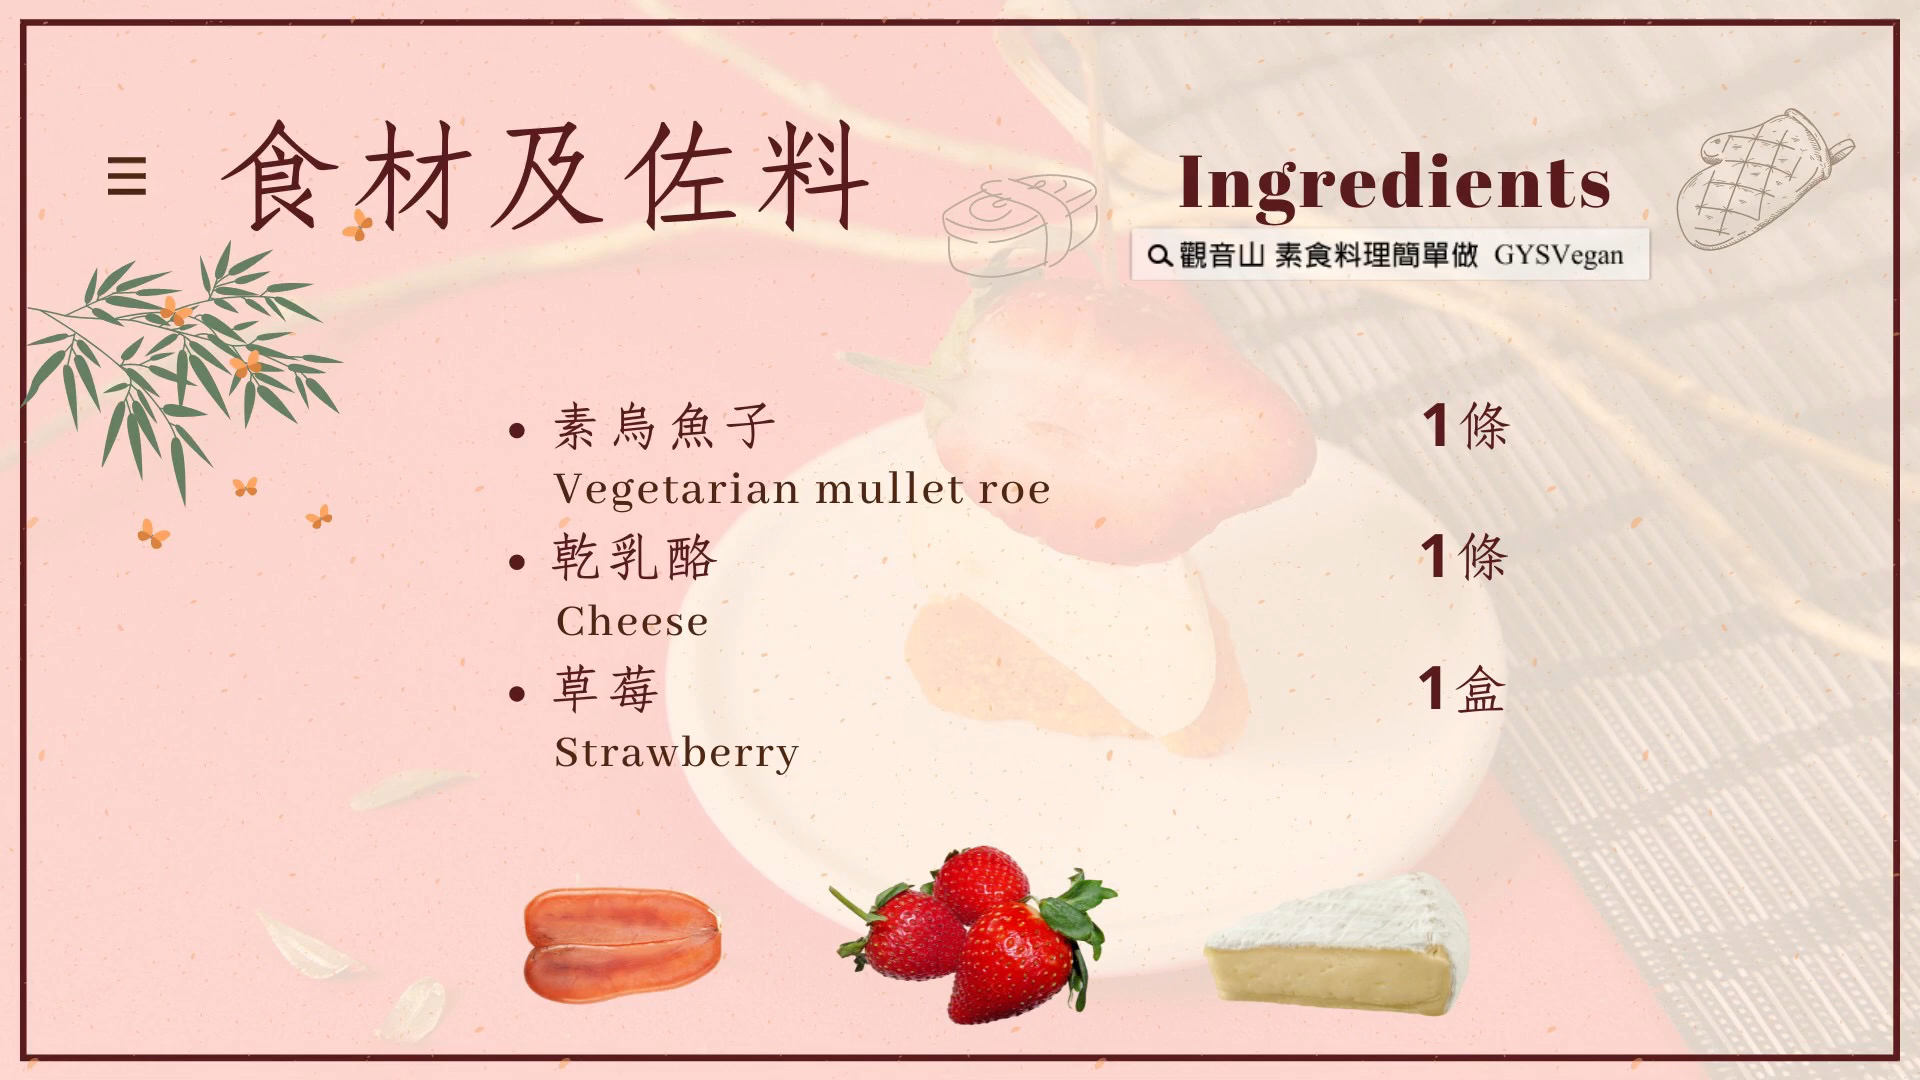 食材及佐料
Ingredients
觀音山 素食料理簡單做 GYSVegan
素烏魚子 1條
Vegetarian mullet roe
乾乳酪 1條
Cheese
草莓 1盒
Strawberry